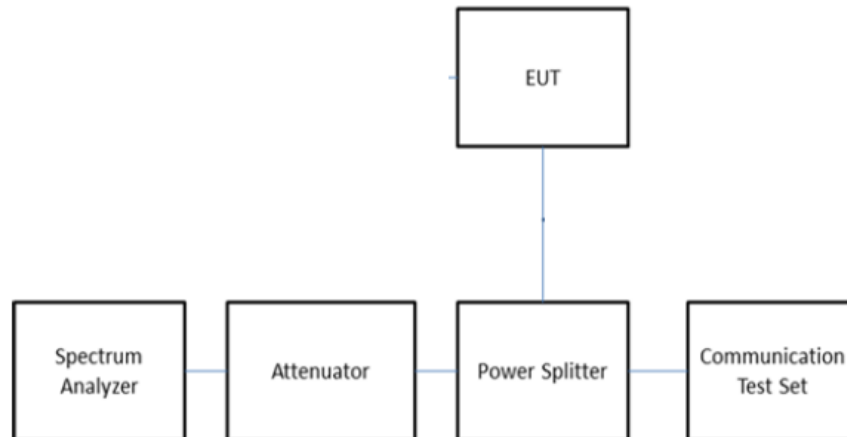 EUT
Spectrum
Analyzer
Attenuator
Power Splitter
Communication
Test Set